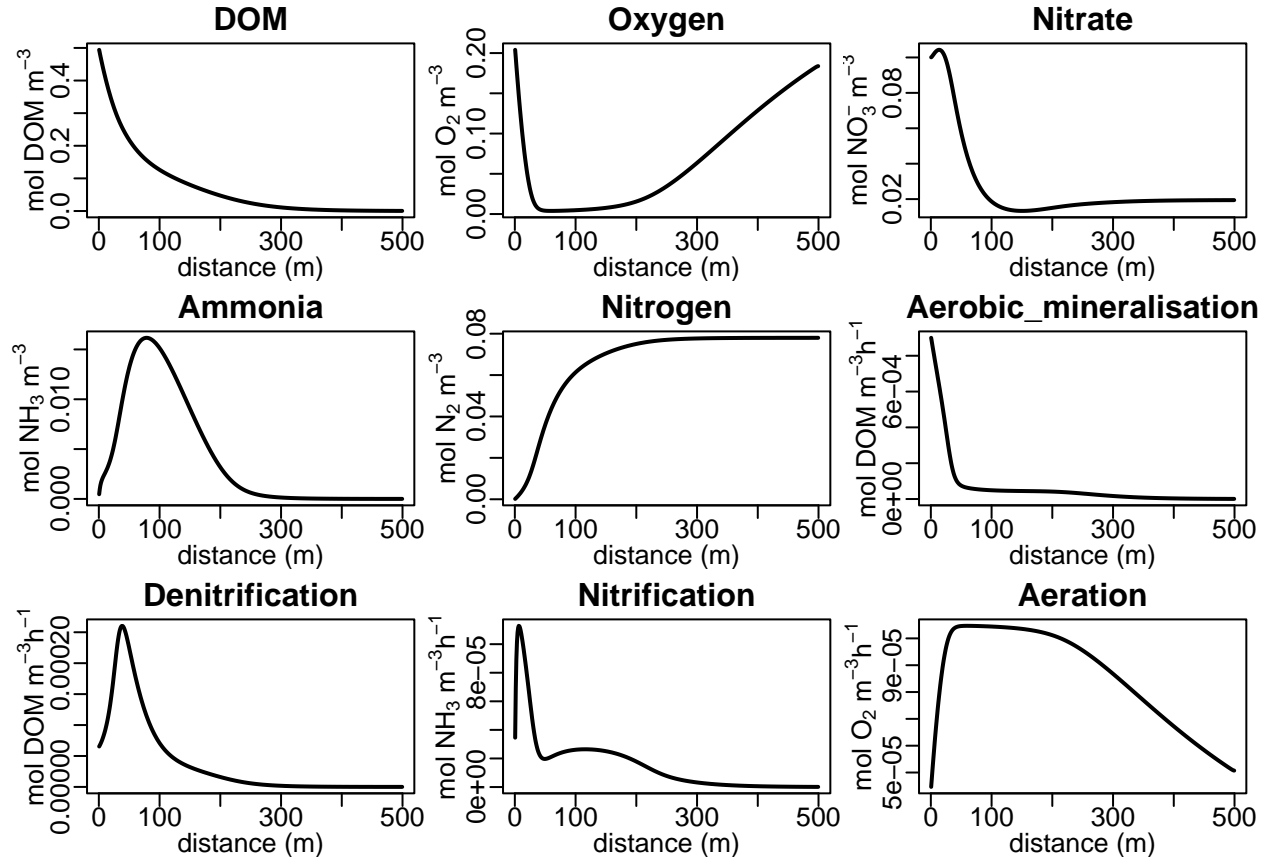 DOM
mol DOM m⁻³
0.0 0.2 0.4
0 100 300 500
distance (m)
Oxygen
mol O₂ m⁻³
0.00 0.10 0.20
0 100 300 500
distance (m)
Nitrate
mol NO₃⁻ m⁻³
0.02 0.08
0 100 300 500
distance (m)
Ammonia
mol NH₃ m⁻³
0.000 0.010
0 100 300 500
distance (m)
Nitrogen
mol N₂ m⁻³
0.00 0.04 0.08
0 100 300 500
distance (m)
Aerobic_mineralisation
mol DOM m⁻³h⁻¹
0e+00 6e−04
0 100 300 500
distance (m)
Denitrification
mol DOM m⁻³h⁻¹
0.00000 0.00020
0 100 300 500
distance (m)
Nitrification
mol NH₃ m⁻³h⁻¹
0e+00 8e−05
0 100 300 500
distance (m)
Aeration
mol O₂ m⁻³h⁻¹
5e−05 9e−05
0 100 300 500
distance (m)